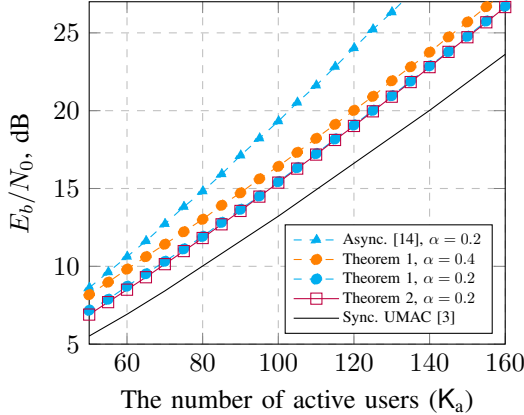 25
20
15
10
5
E_b/N_0, dB
60 80 100 120 140 160
The number of active users (K_a)
Async. [14], α = 0.2
Theorem 1, α = 0.4
Theorem 1, α = 0.2
Theorem 2, α = 0.2
Sync. UMAC [3]